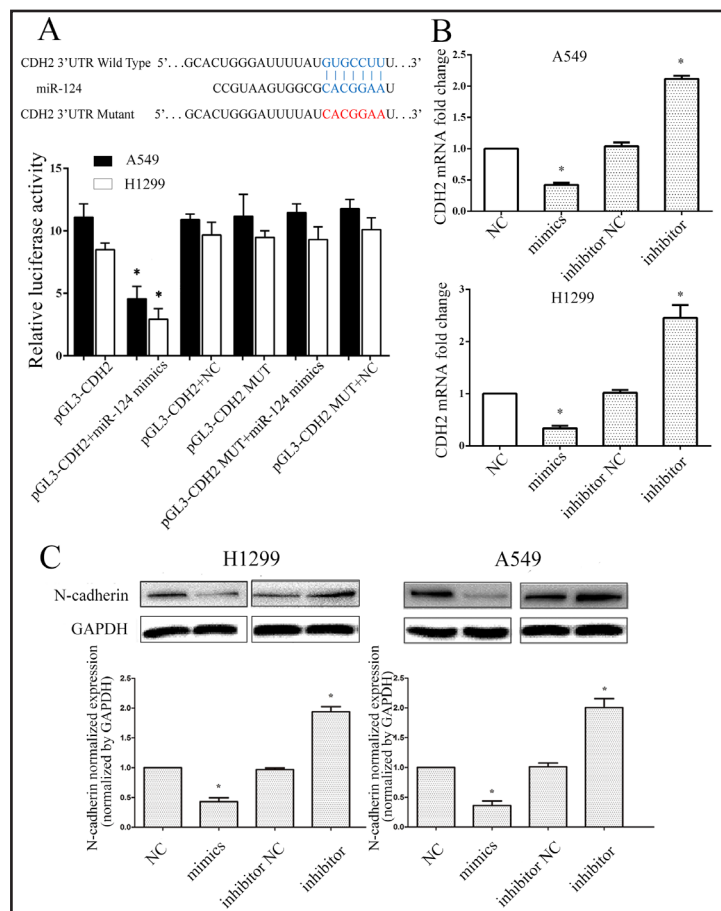 A
CDH2 3'UTR Wild Type 5'...GCACUGGGAUUUUAUGUGCCUUU...3'
miR-124 CCGUAAGUGGCGCACGGAAU
CDH2 3'UTR Mutant 5'...GCACUGGGAUUUUAUCACGGAAU...3'
Relative luciferase activity
15
10
5
0
A549
H1299
*
*
pGL3-CDH2
pGL3-CDH2+miR-124 mimics
pGL3-CDH2+NC
pGL3-CDH2 MUT
pGL3-CDH2 MUT+miR-124 mimics
pGL3-CDH2 MUT+NC
B
A549
CDH2 mRNA fold change
2.5
2.0
1.5
1.0
0.5
0.0
*
*
NC
mimics
inhibitor NC
inhibitor
H1299
CDH2 mRNA fold change
3
2
1
0
*
*
NC
mimics
inhibitor NC
inhibitor
C
H1299
A549
N-cadherin
GAPDH
N-cadherin normalized expression
(normalized by GAPDH)
2.5
2.0
1.5
1.0
0.5
0.0
*
*
NC
mimics
inhibitor NC
inhibitor
N-cadherin normalized expression
(normalized by GAPDH)
2.5
2.0
1.5
1.0
0.5
0.0
*
*
NC
mimics
inhibitor NC
inhibitor